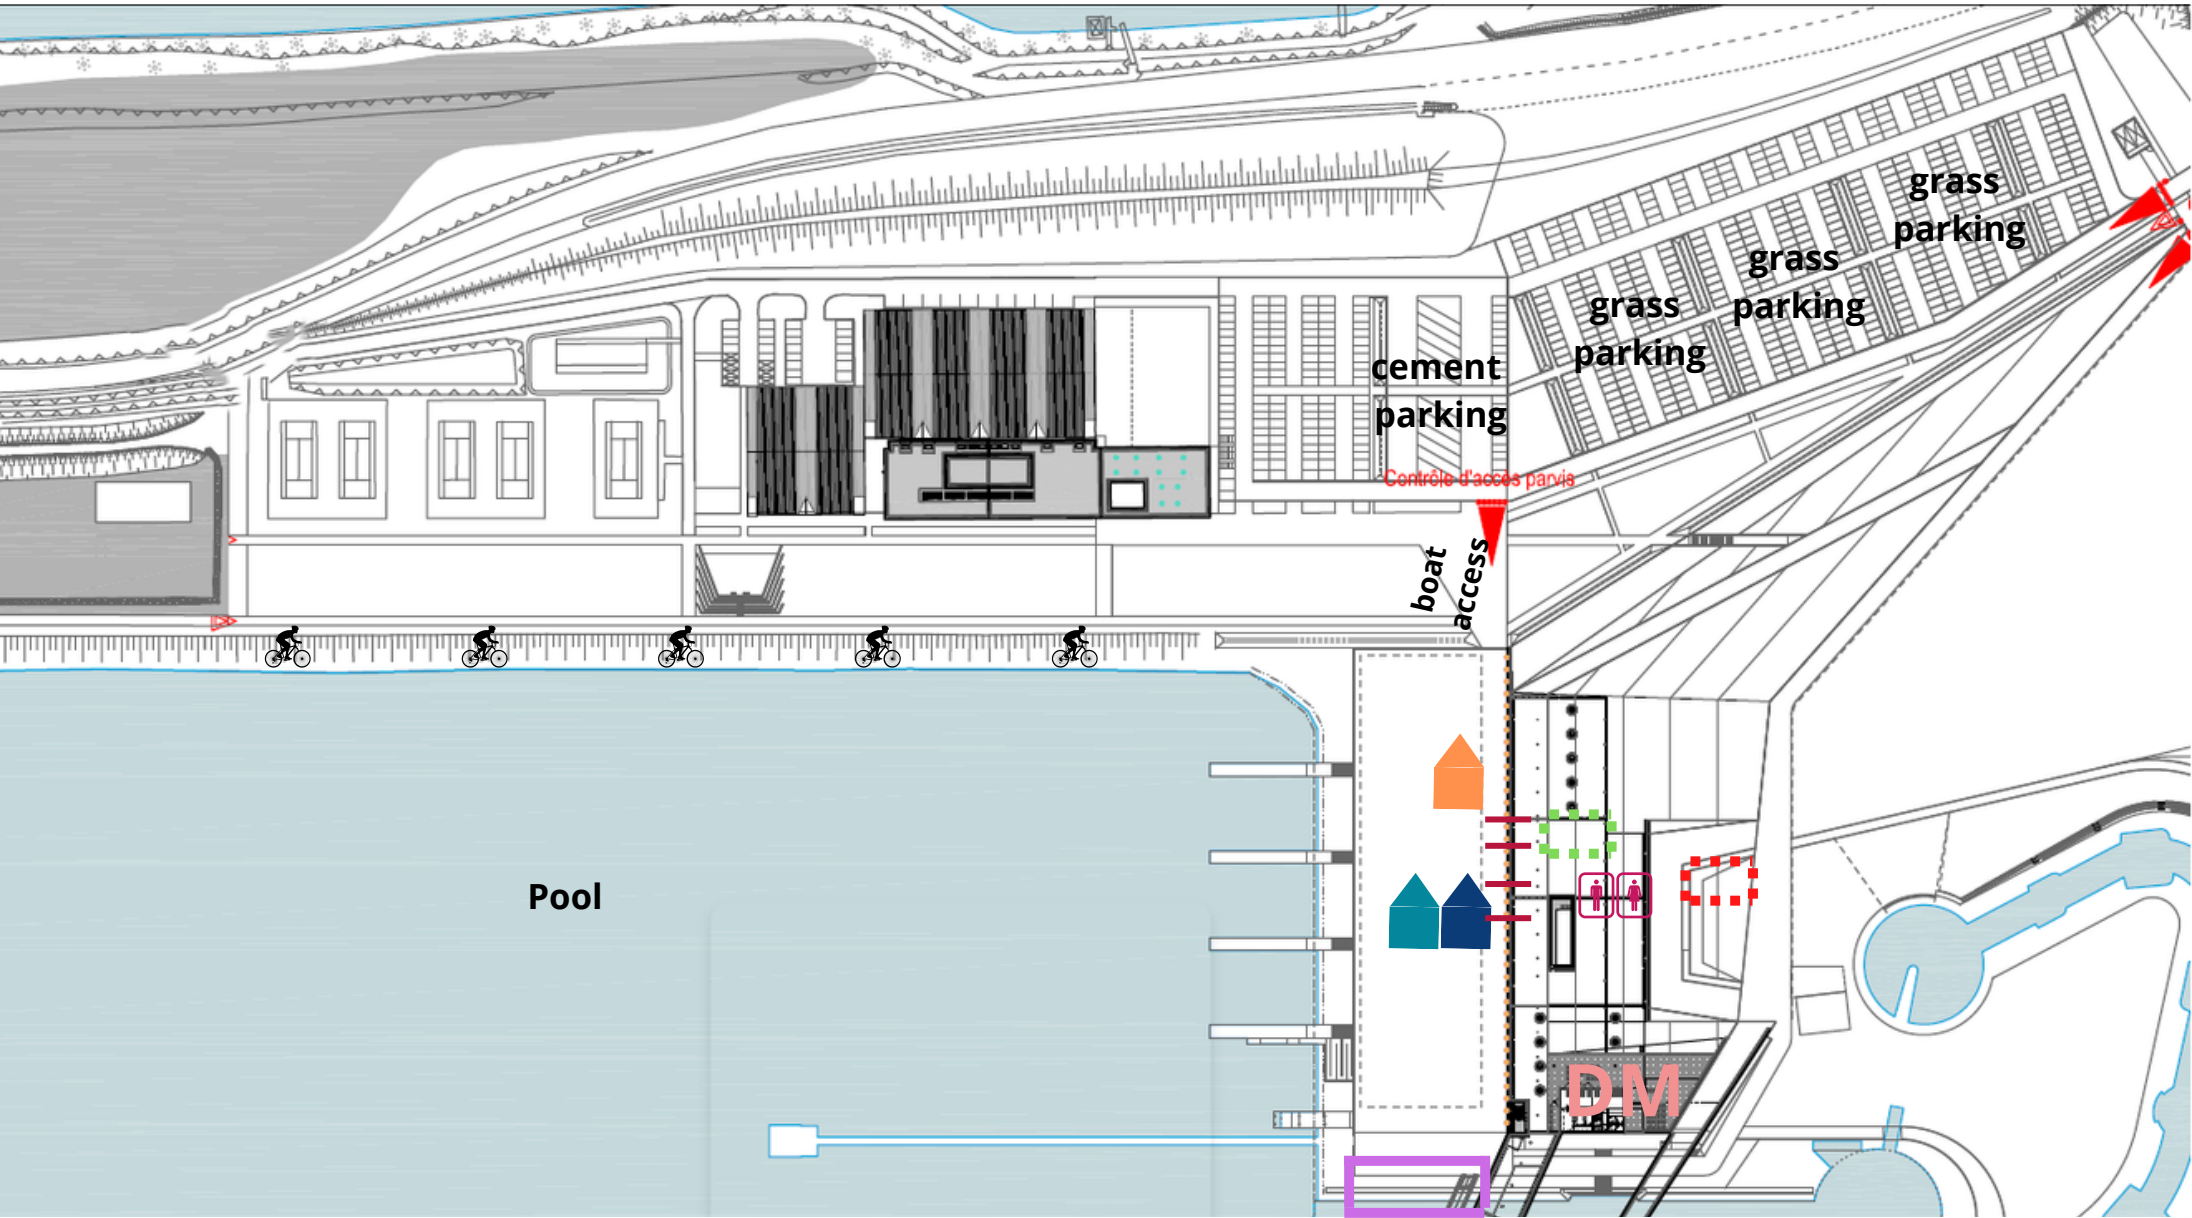 grass
parking
grass
parking
grass
parking
cement
parking
Contrôle d'accès parvis
boat
access
Pool
DM